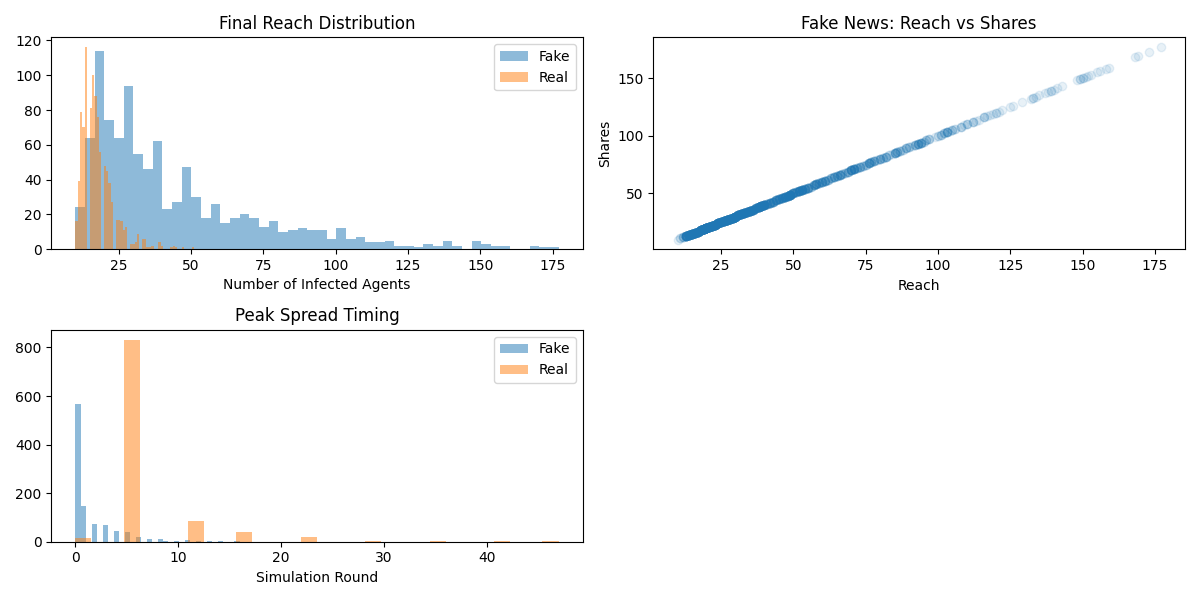 Final Reach Distribution
120
100
80
60
40
20
0
25 50 75 100 125 150 175
Number of Infected Agents
Fake
Real
Fake News: Reach vs Shares
Shares
150
100
50
25 50 75 100 125 150 175
Reach
Peak Spread Timing
800
600
400
200
0
0 10 20 30 40
Simulation Round
Fake
Real